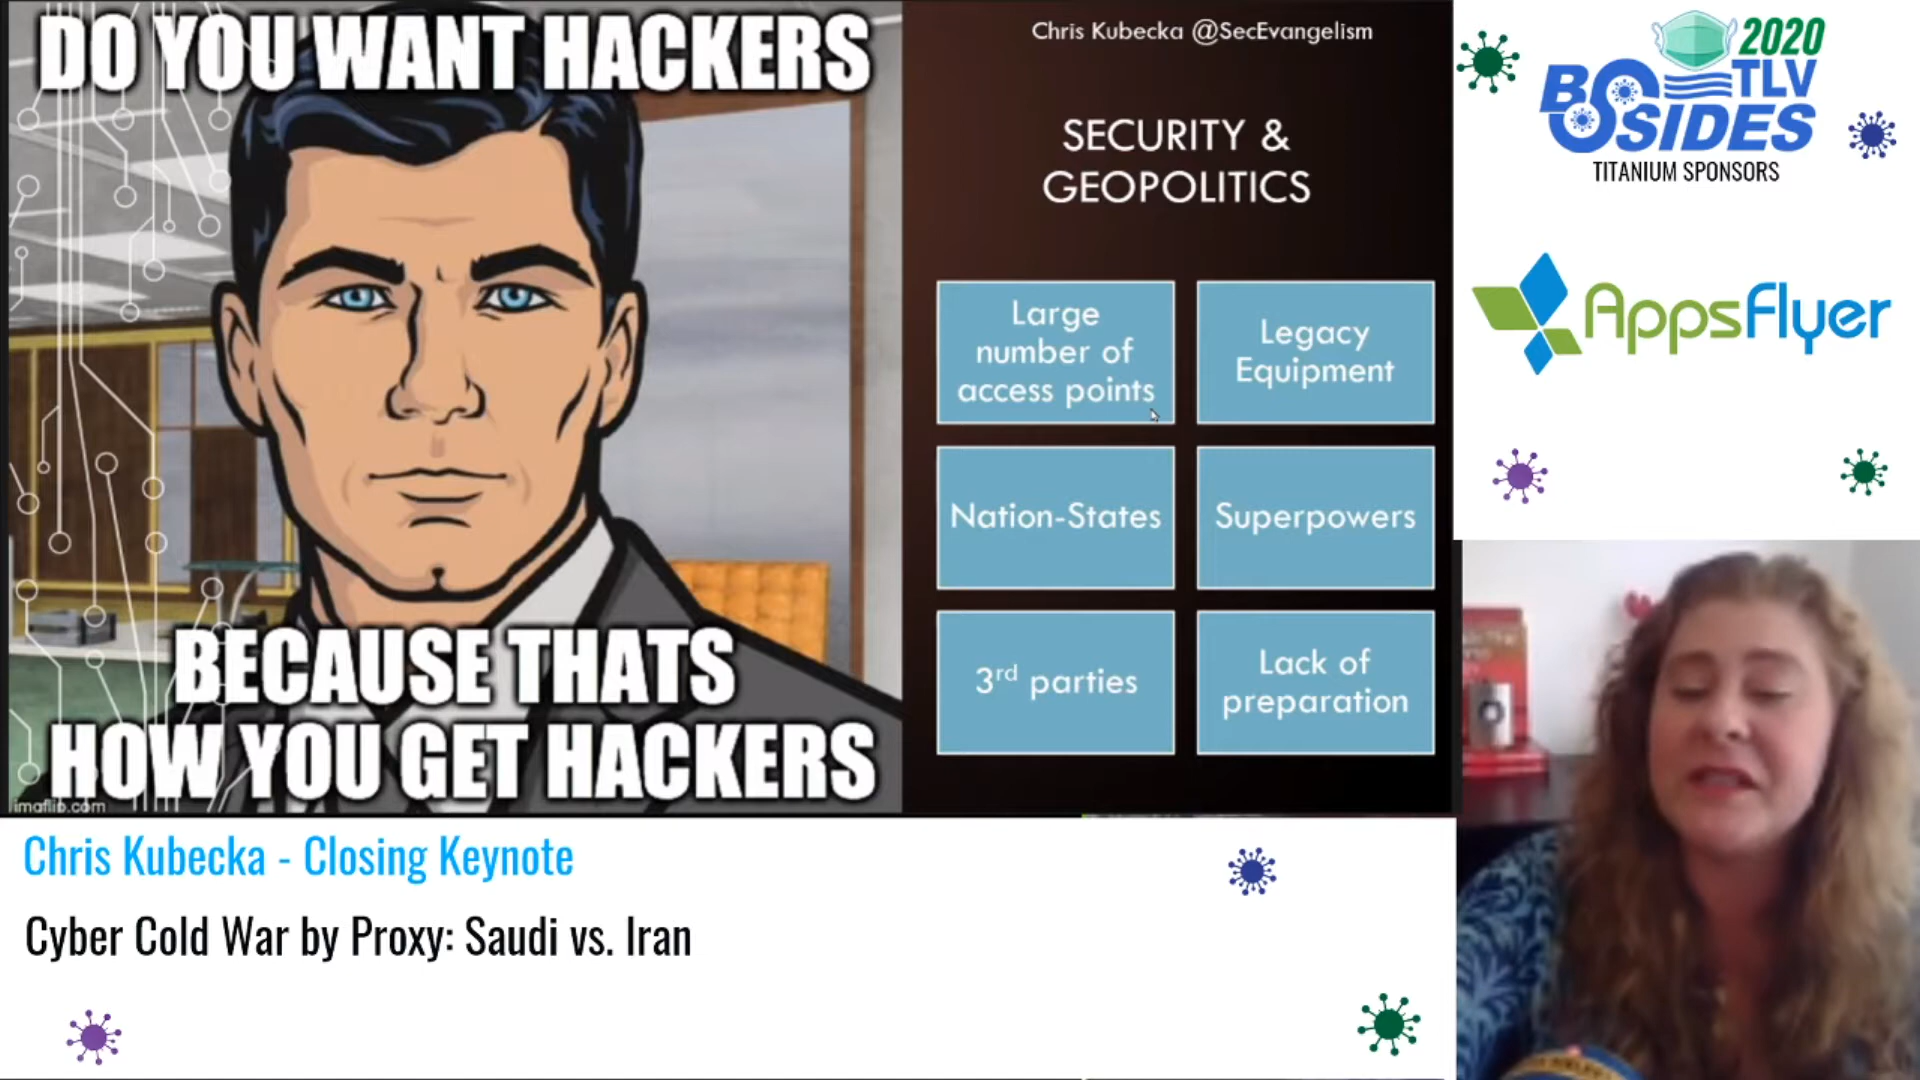 DO YOU WANT HACKERS
BECAUSE THATS
HOW YOU GET HACKERS
imgflip.com
Chris Kubecka @SecEvangelism
SECURITY &
GEOPOLITICS
Large
number of
access points
Legacy
Equipment
Nation-States
Superpowers
3rd parties
Lack of
preparation
2020
BSIDES
TLV
TITANIUM SPONSORS
AppsFlyer
Chris Kubecka - Closing Keynote
Cyber Cold War by Proxy: Saudi vs. Iran